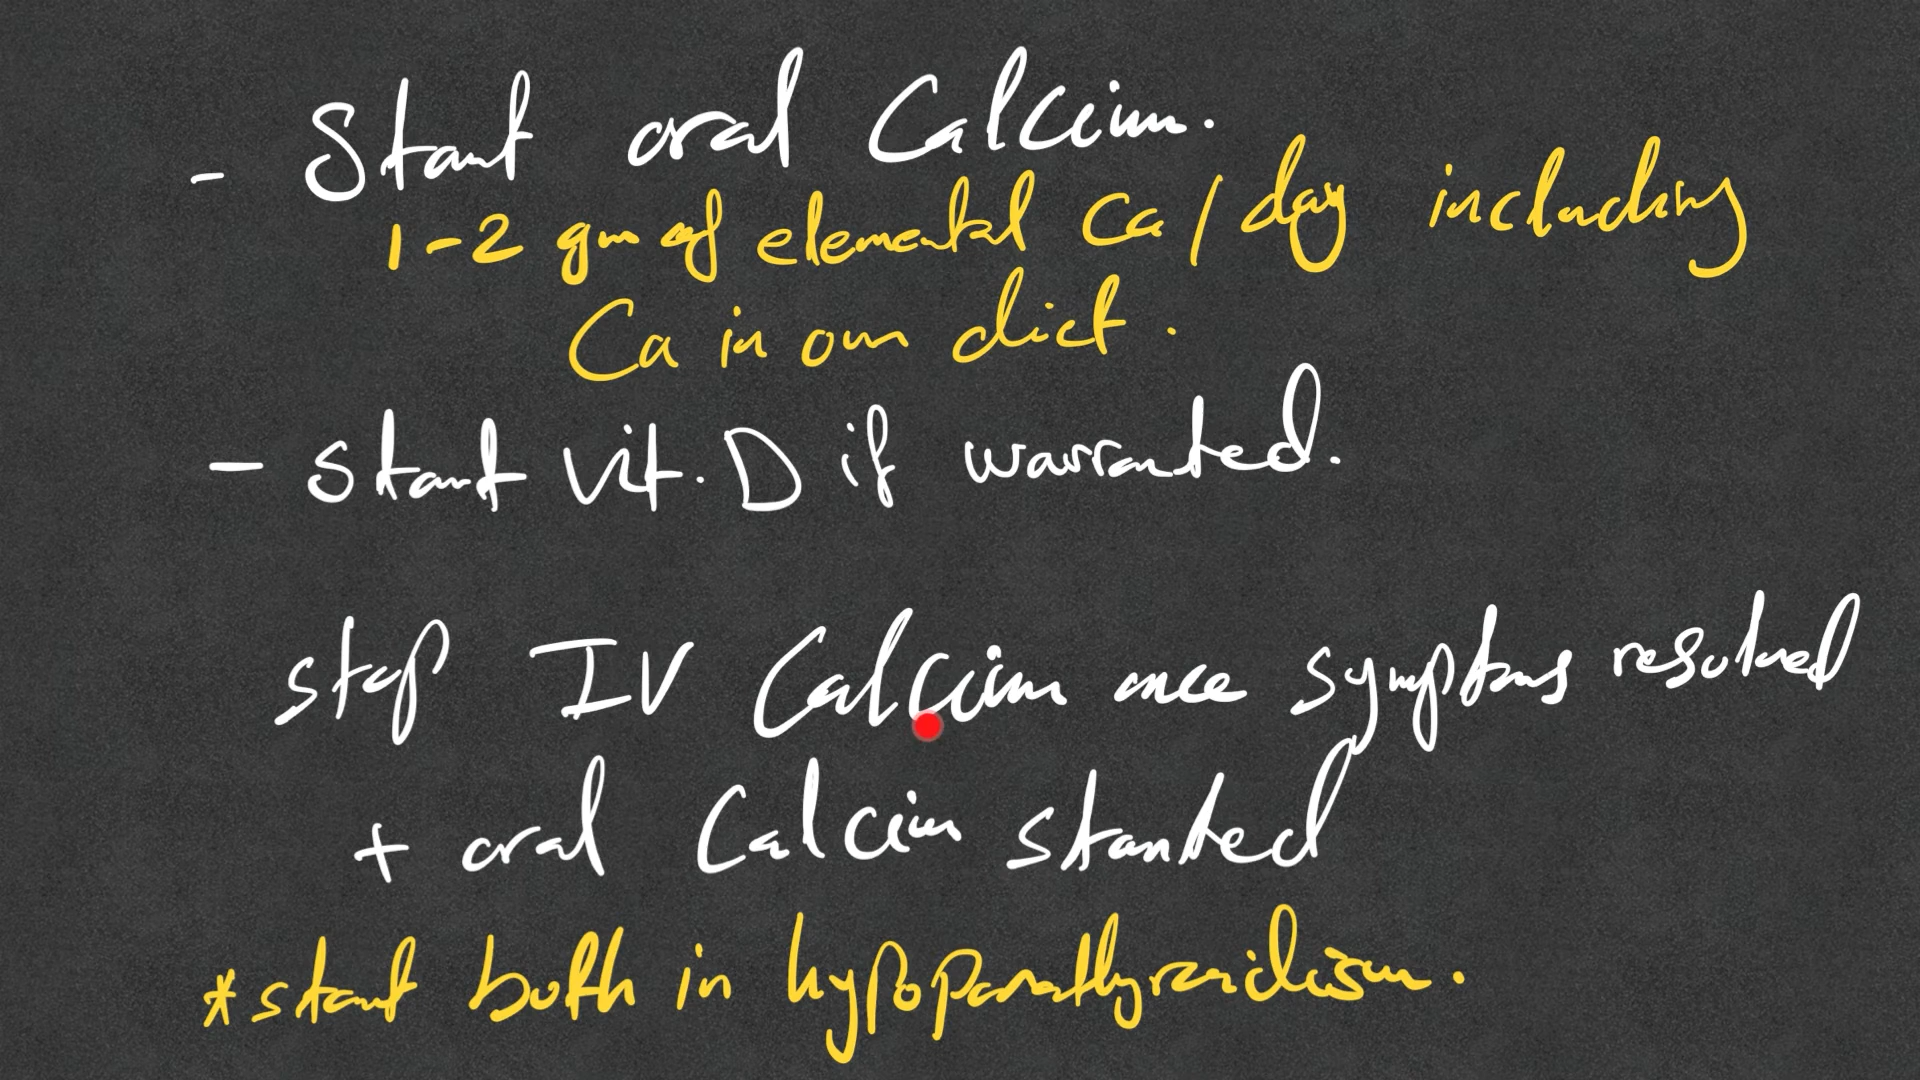 - Start oral Calcium.
1-2 gm of elemental Ca / day including
Ca in our diet.
- start vit. D if warranted.
stop IV Calcium once symptoms resolved
+ oral Calcium started
* start both in hypoparathyroidism.